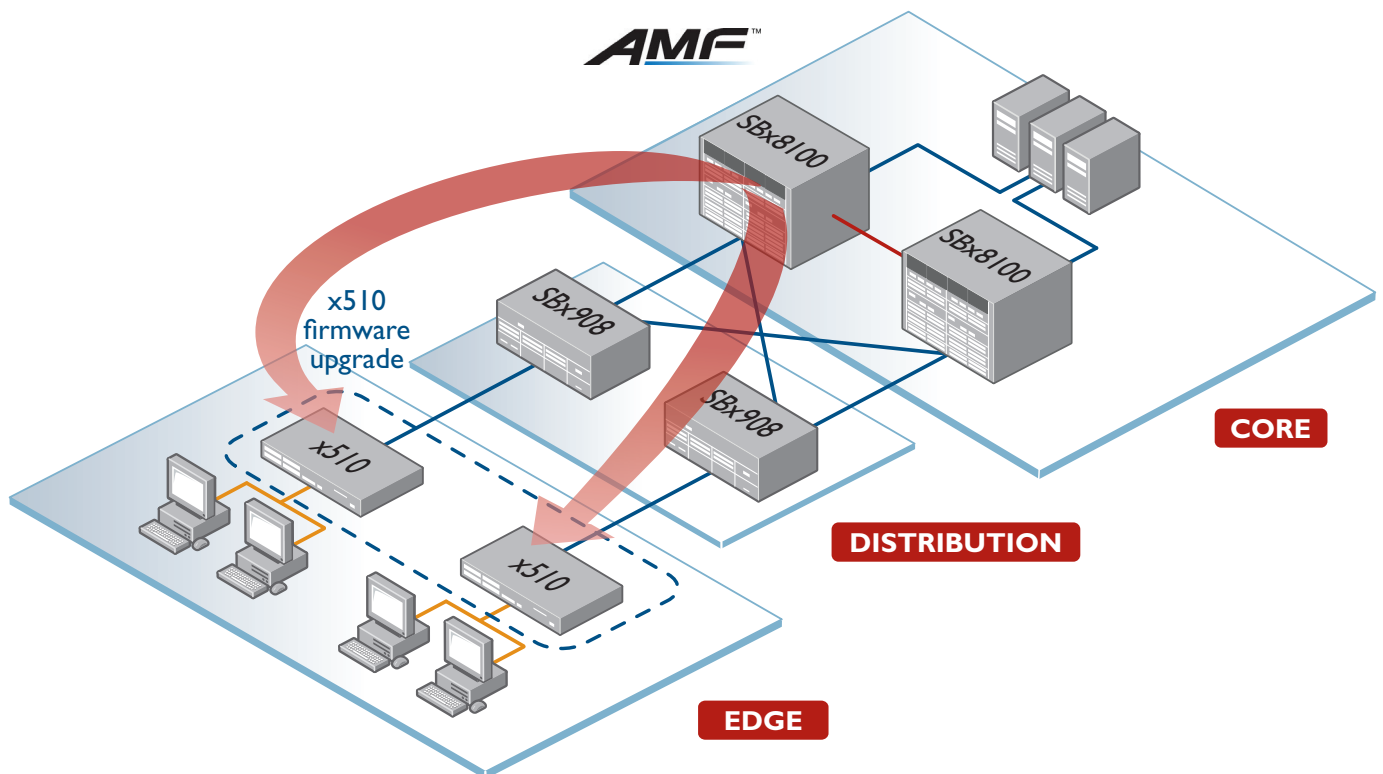 AMF™
SBx8100
SBx8100
SBx908
x510
firmware
upgrade
SBx908
CORE
x510
DISTRIBUTION
x510
EDGE